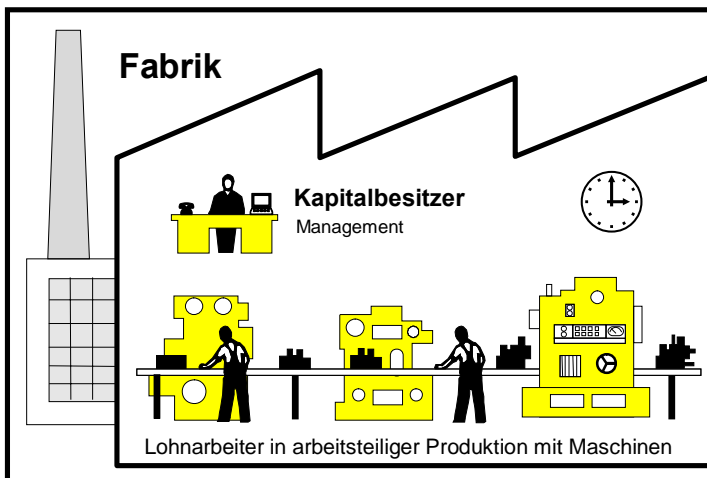 Fabrik
Kapitalbesitzer
Management
Lohnarbeiter in arbeitsteiliger Produktion mit Maschinen